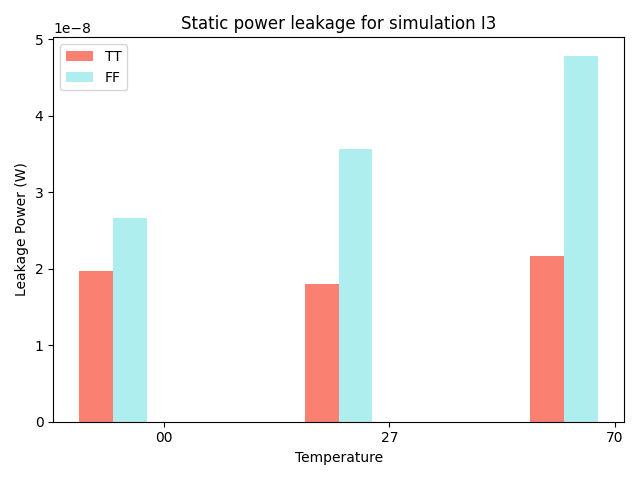 Static power leakage for simulation I3
1e−8
TT
FF
5
4
3
2
1
0
Leakage Power (W)
00
27
70
Temperature